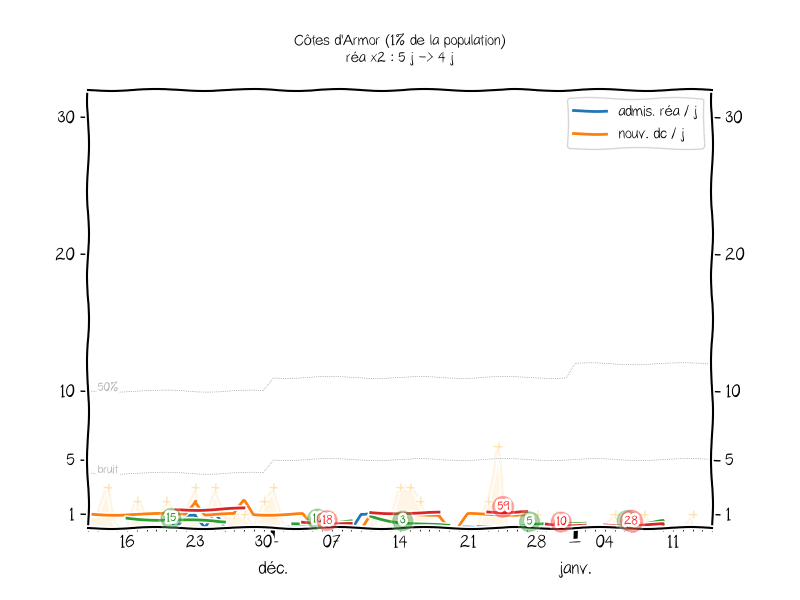 Côtes d'Armor (1% de la population)
réa x2 : 5 j -> 4 j
admis. réa / j
nouv. dc / j
30 30
20 20
50%
10 10
bruit
5 5
59
15 18 3 5 10 28
1 1
16 23 30 07 14 21 28 04 11
déc. janv.